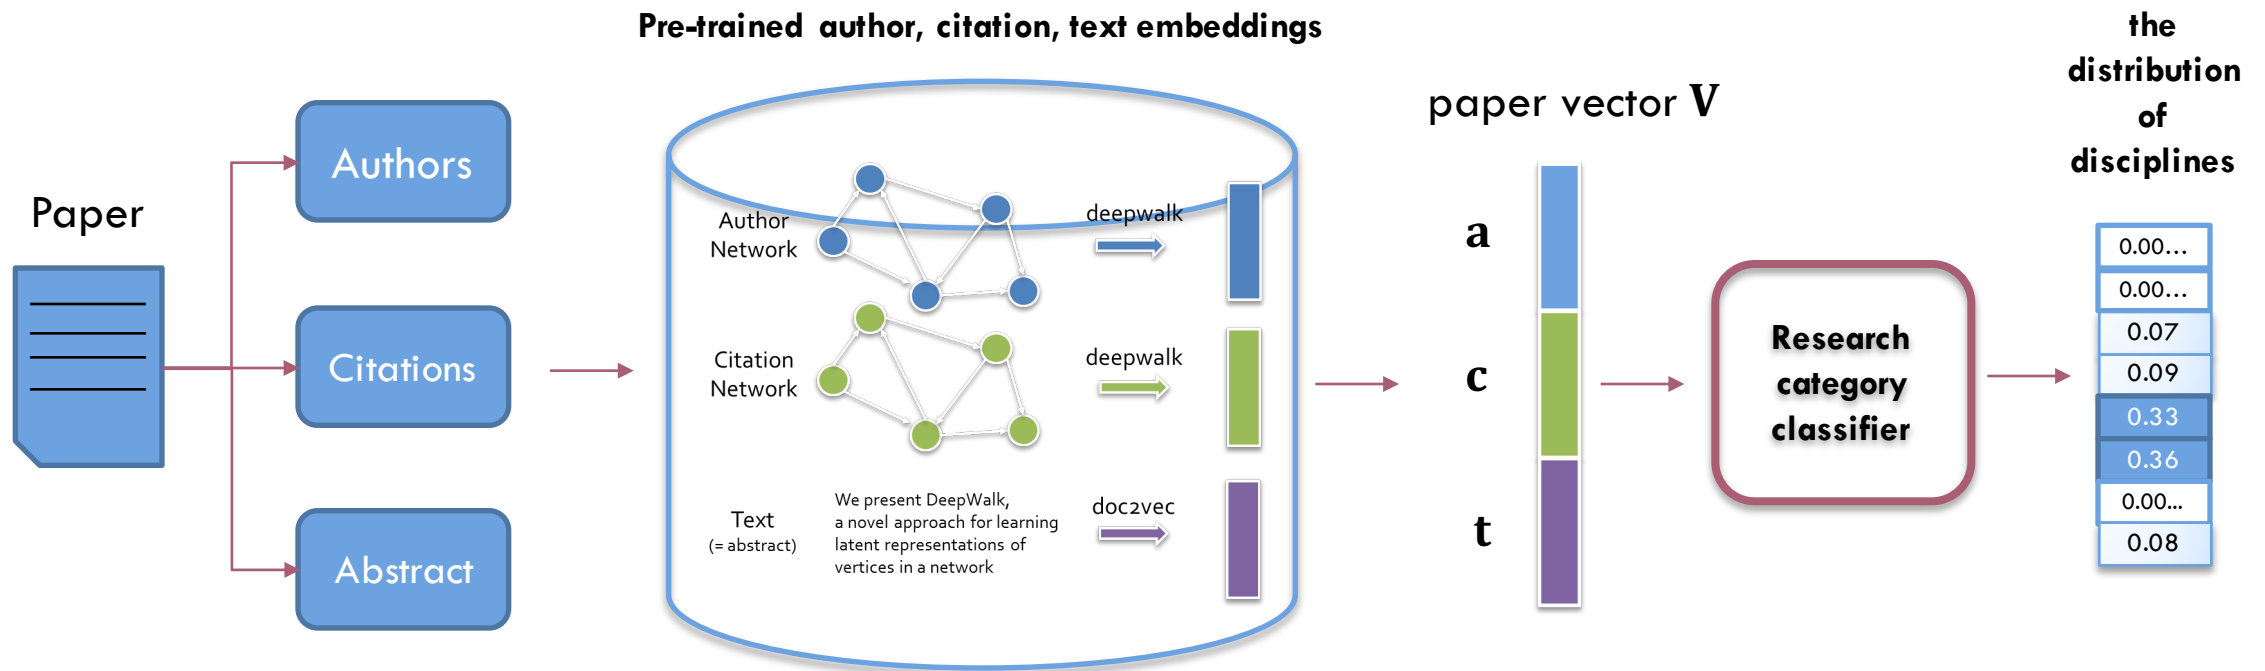 Pre-trained author, citation, text embeddings
the
distribution
of
disciplines
paper vector V
Paper
Authors
Citations
Abstract
Author
Network
deepwalk
Citation
Network
deepwalk
Text
(= abstract)
We present DeepWalk,
a novel approach for learning
latent representations of
vertices in a network
doc2vec
a
c
t
Research
category
classifier
0.00...
0.00...
0.07
0.09
0.33
0.36
0.00...
0.08